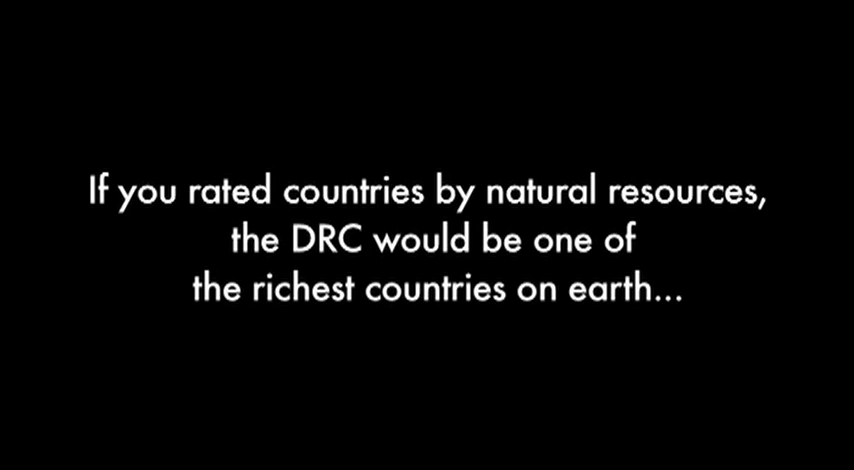 If you rated countries by natural resources,
the DRC would be one of
the richest countries on earth...